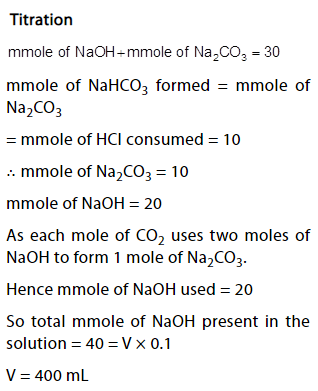 Titration
mmole of NaOH+mmole of Na₂CO₃ = 30
mmole of NaHCO₃ formed = mmole of
Na₂CO₃
= mmole of HCl consumed = 10
∴ mmole of Na₂CO₃ = 10
mmole of NaOH = 20
As each mole of CO₂ uses two moles of
NaOH to form 1 mole of Na₂CO₃.
Hence mmole of NaOH used = 20
So total mmole of NaOH present in the
solution = 40 = V × 0.1
V = 400 mL